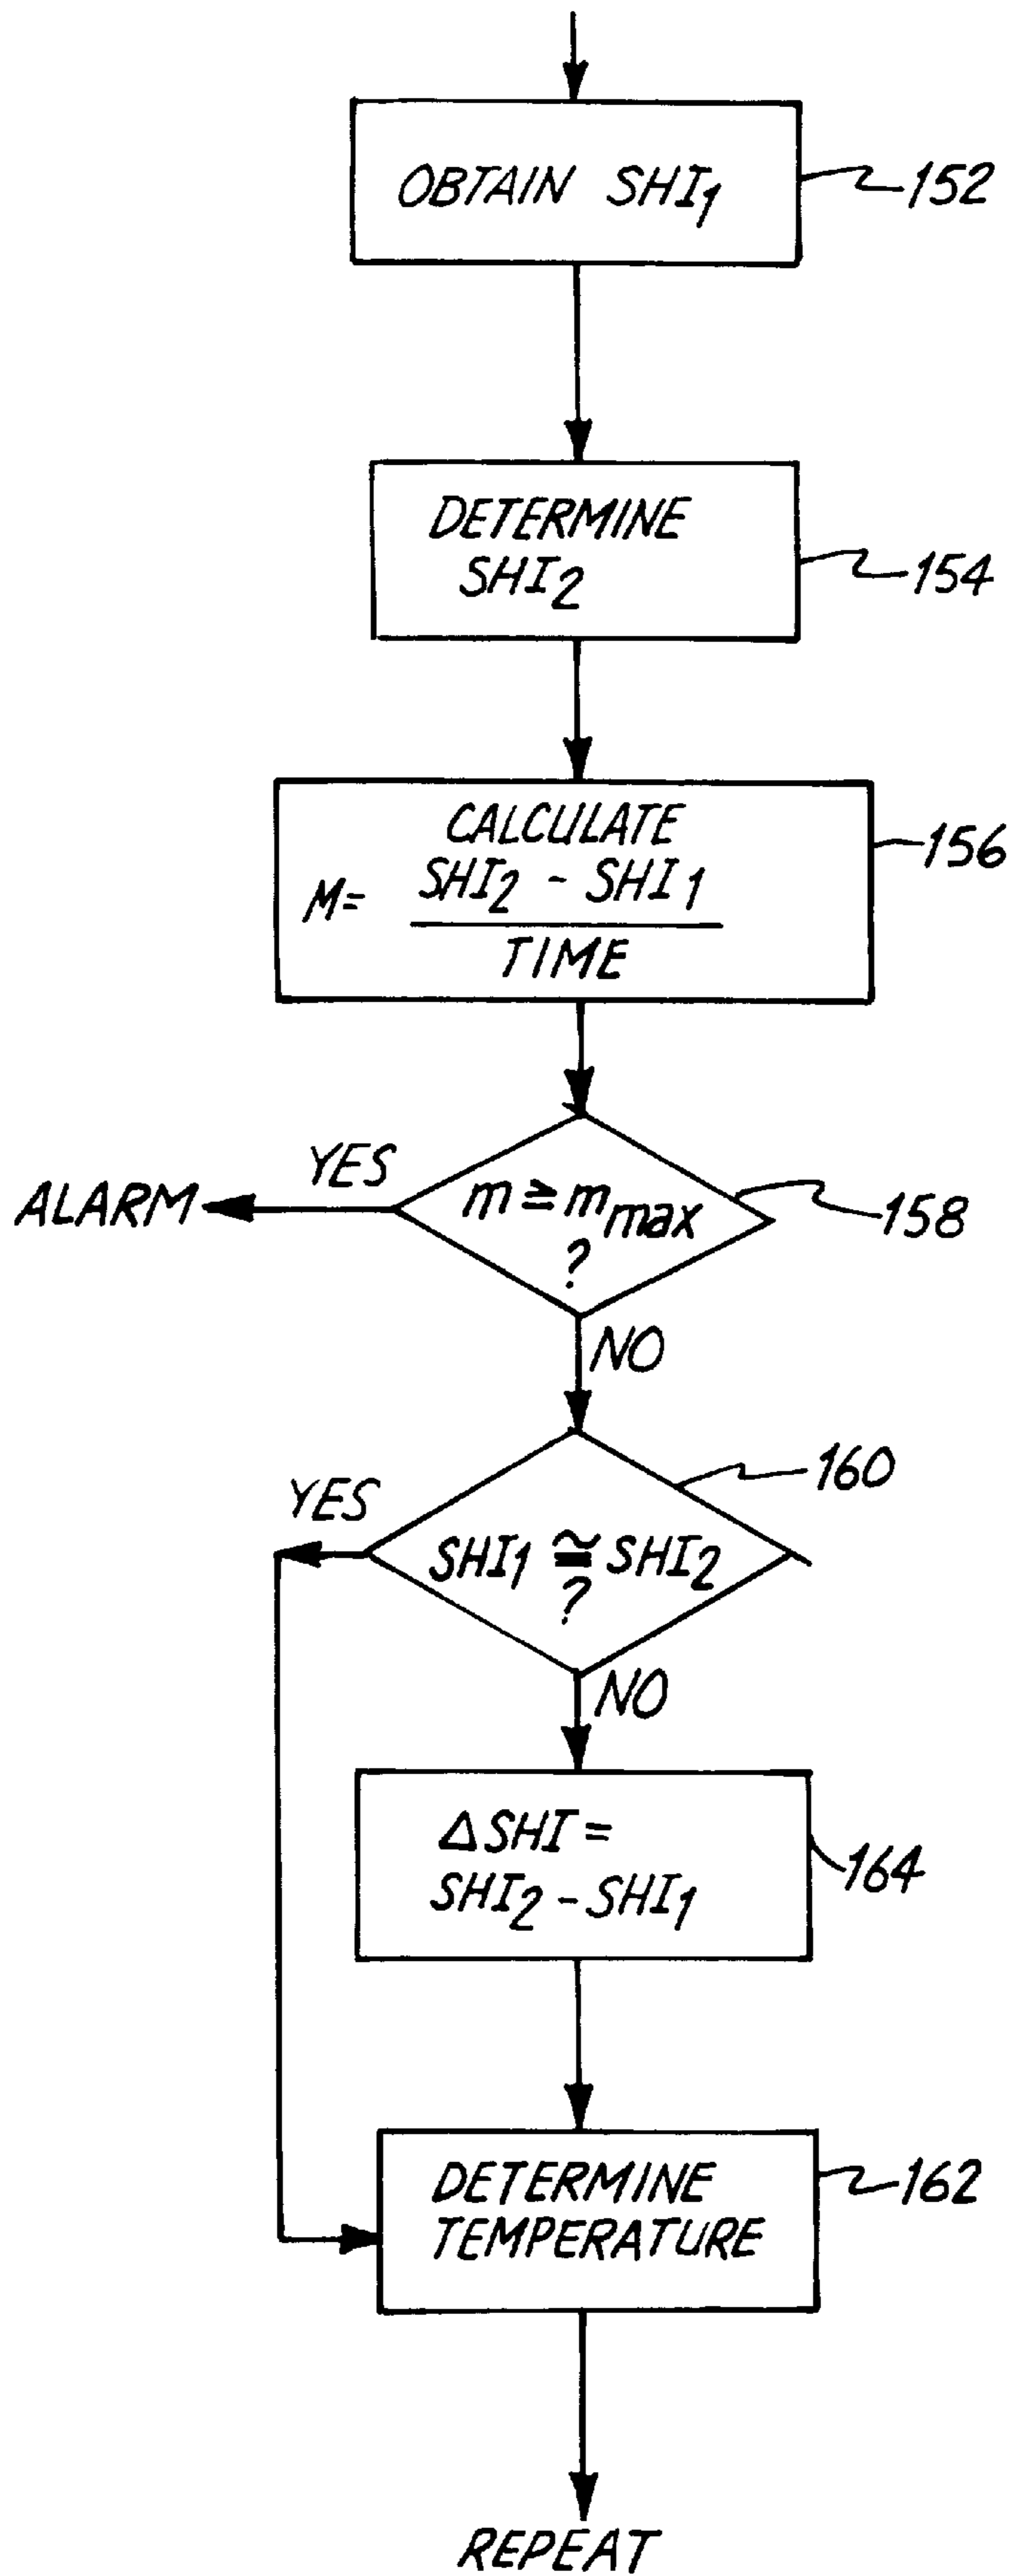 OBTAIN SHI₁
152
DETERMINE
SHI₂
154
CALCULATE
M = SHI₂ - SHI₁
TIME
156
m ≥ m max
?
158
YES
ALARM
NO
SHI₁ ≅ SHI₂
?
160
YES
NO
ΔSHI =
SHI₂ - SHI₁
164
DETERMINE
TEMPERATURE
162
REPEAT